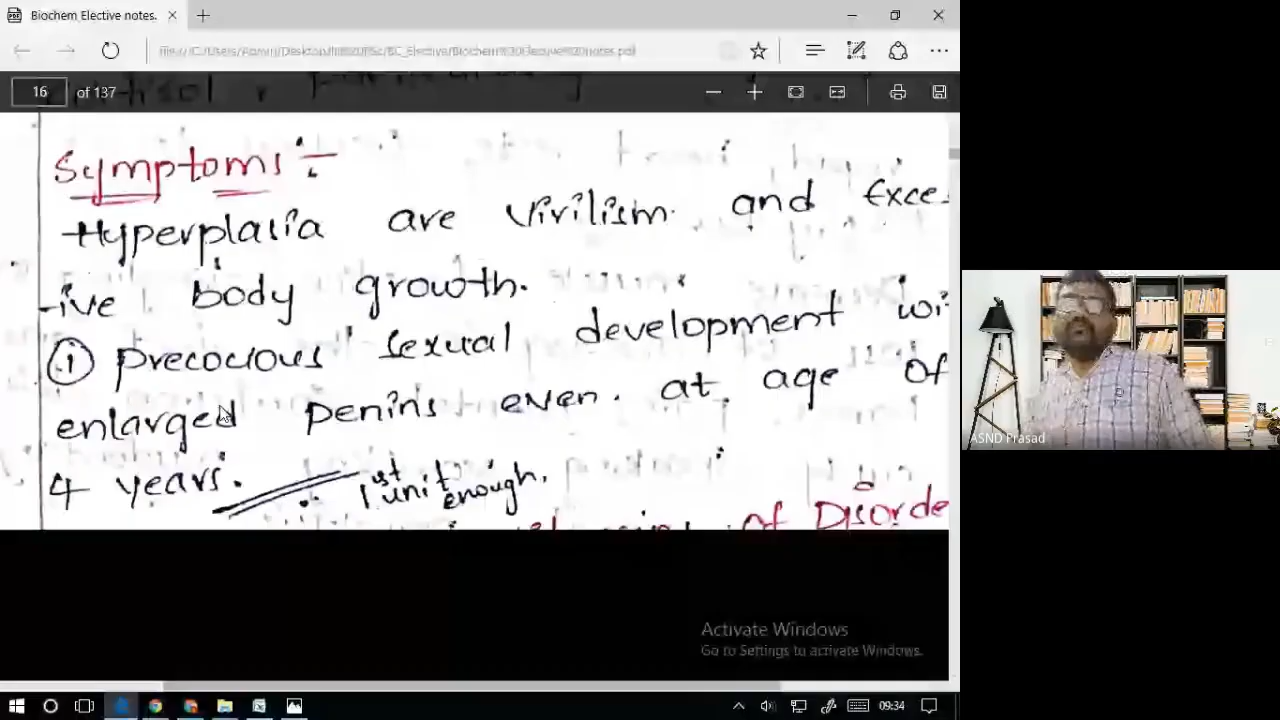 Biochem Elective notes.
16 of 137
Symptoms :-
Hyperplasia are virilism and Exce
-ive body growth.
① precocious sexual development wi
enlarged peninis even at age of
4 years.
1st unit enough.
of Disorde
ASND Prasad
Activate Windows
Go to Settings to activate Windows.
09:34